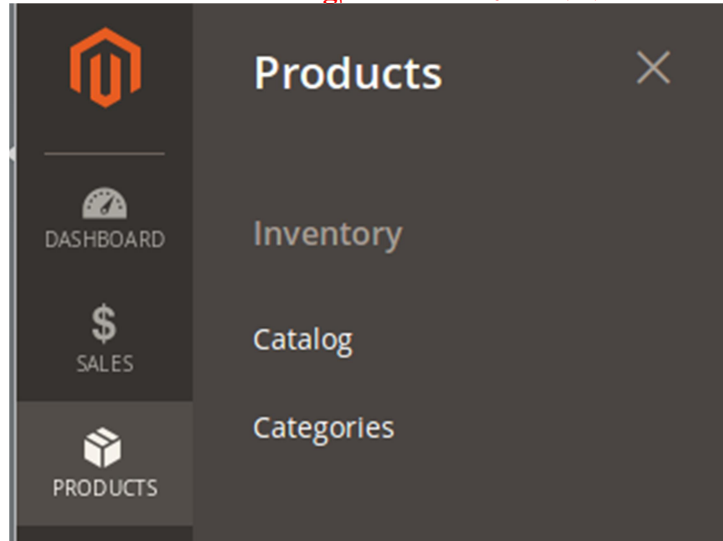 Products
Inventory
Catalog
Categories
DASHBOARD
$
SALES
PRODUCTS